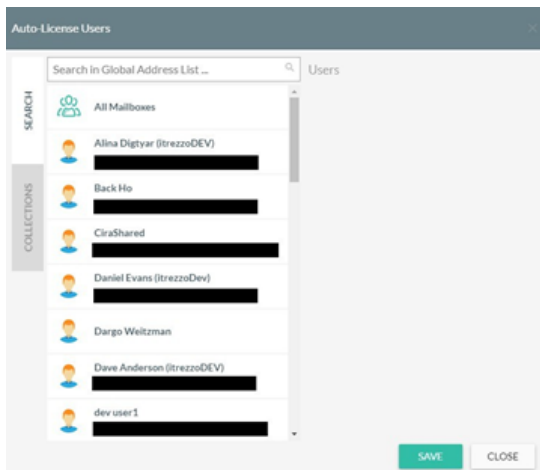 Auto-License Users
Search in Global Address List ...
Users
SEARCH
COLLECTIONS
All Mailboxes
Alina Digtyar (itrezzoDEV)
Back Ho
CiraShared
Daniel Evans (itrezzoDev)
Dargo Weitzman
Dave Anderson (itrezzoDEV)
dev user1
SAVE
CLOSE